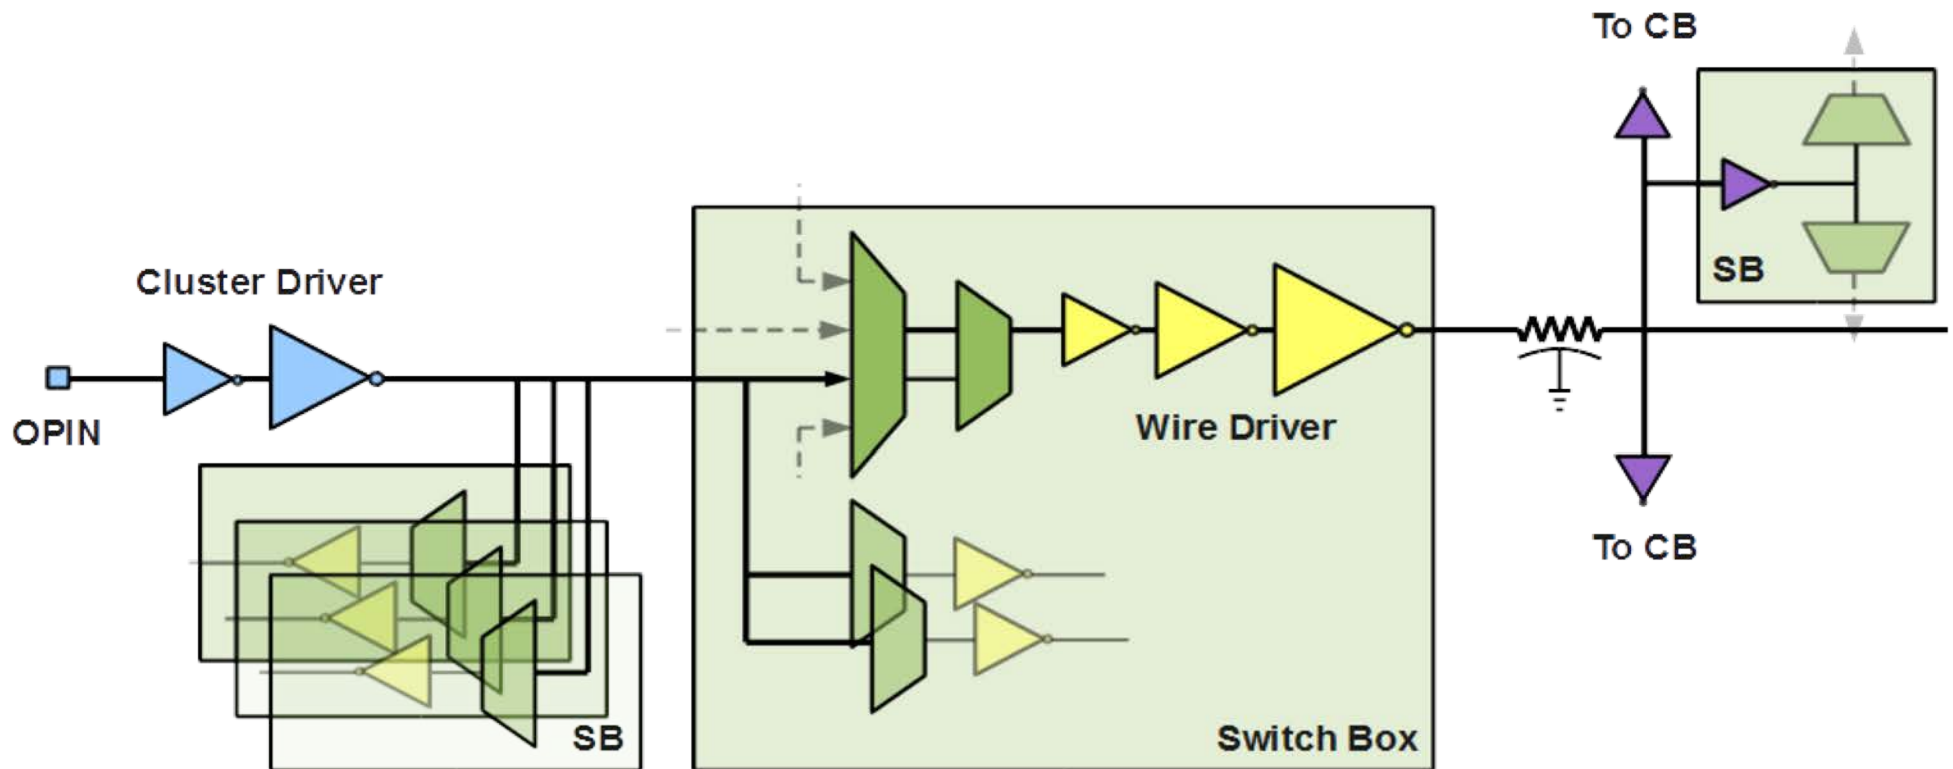 To CB
SB
Cluster Driver
OPIN
Wire Driver
To CB
SB
Switch Box